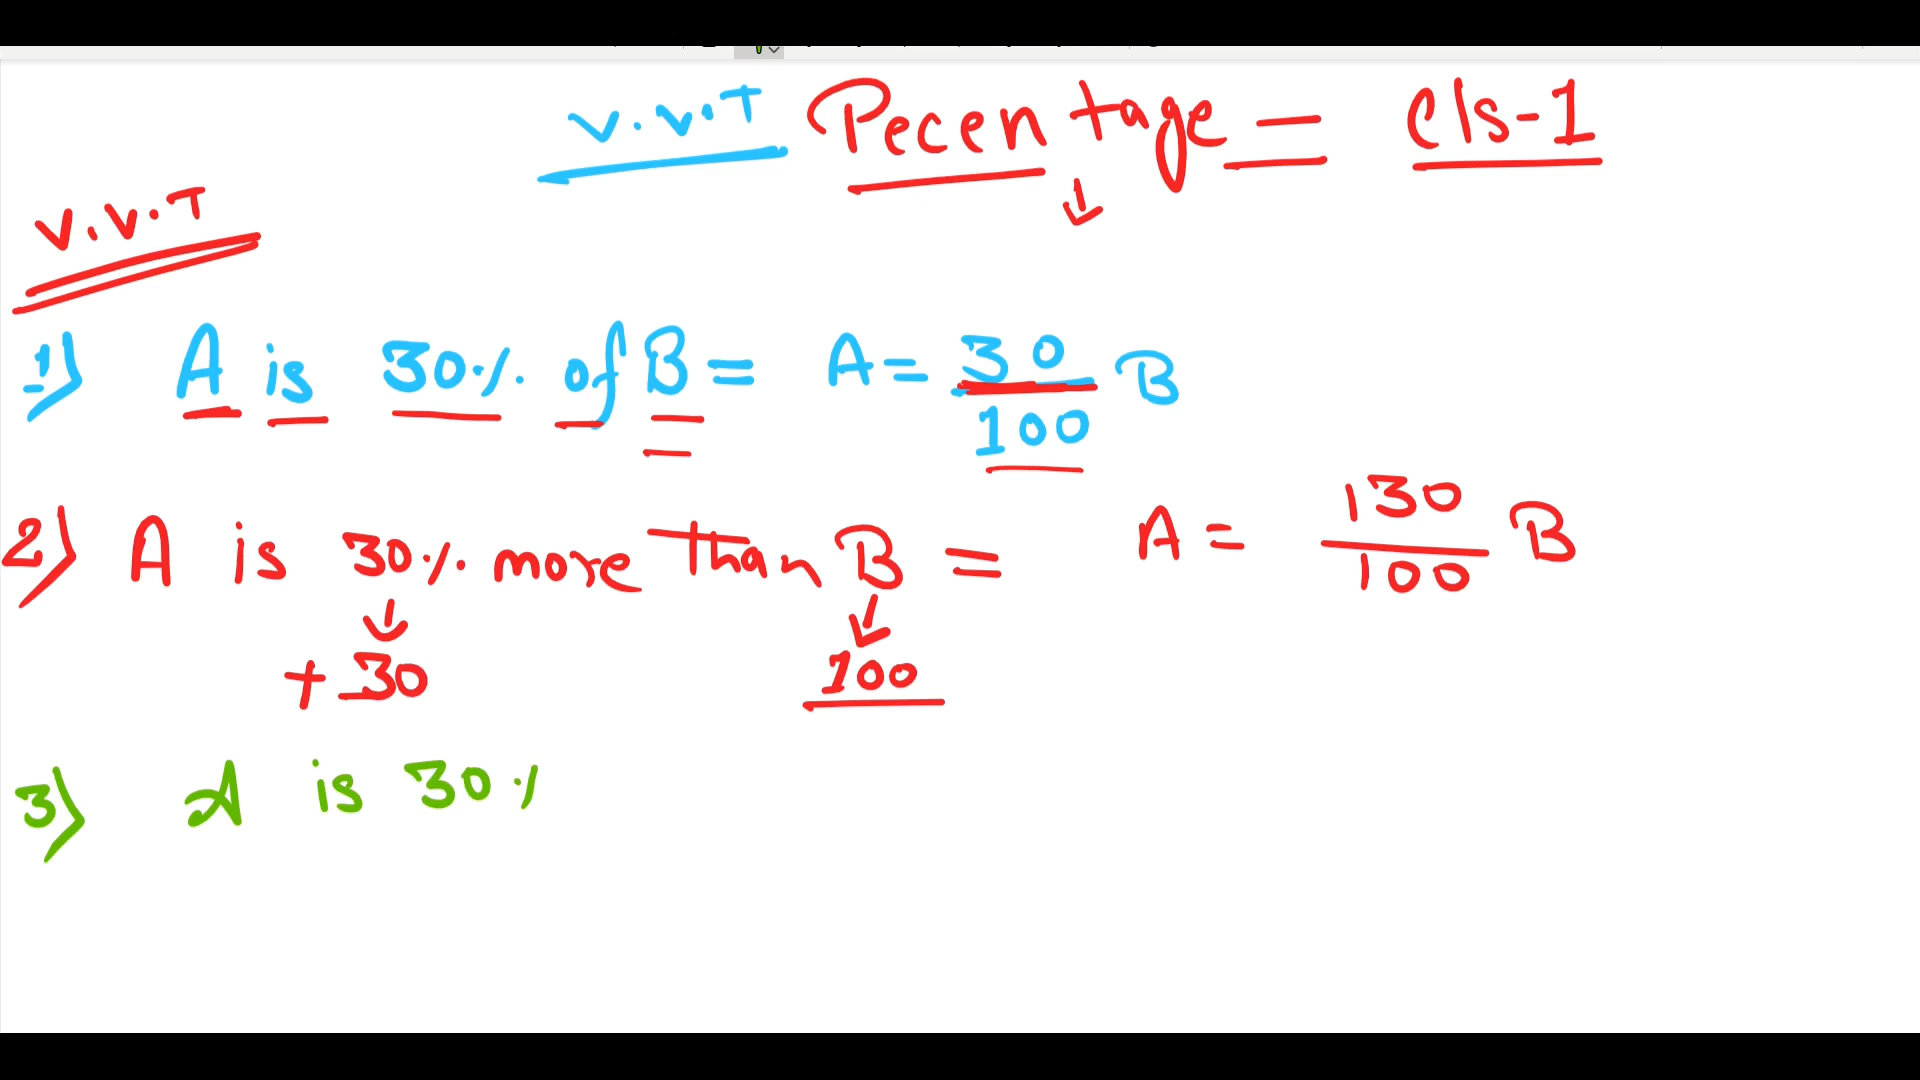 V.V.T Pecentage = cls-1
V.V.T
1) A is 30% of B = A = 30/100 B
2) A is 30% more than B = A = 130/100 B
+ 30 100
3) A is 30%